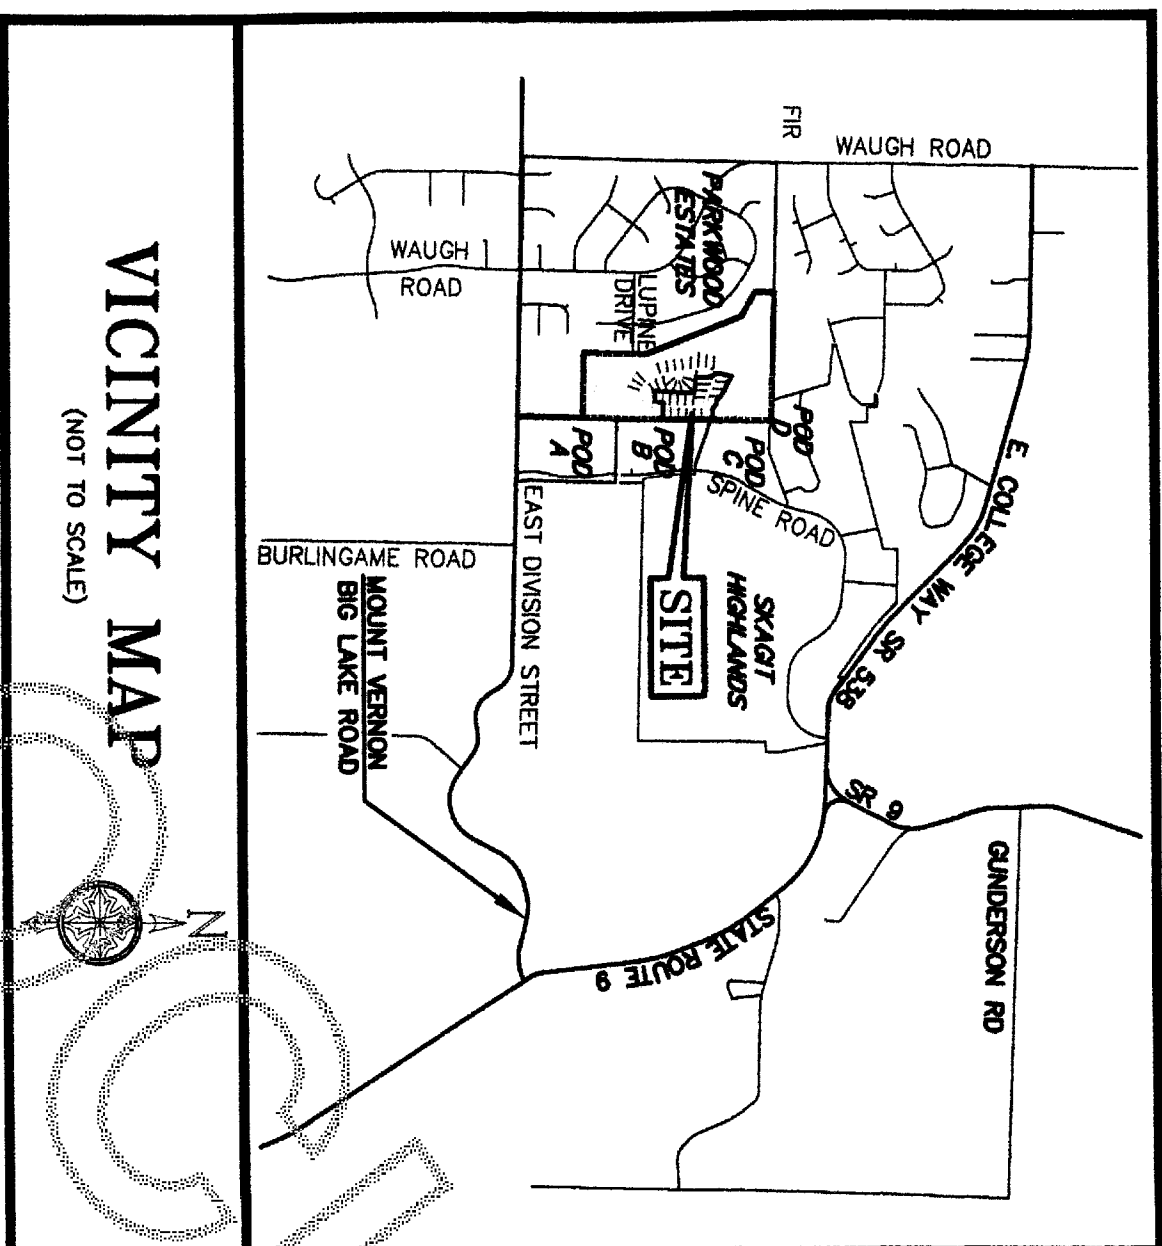 FIR
WAUGH ROAD
PARKWOOD
ESTATES
WAUGH
ROAD
LUPINE
DRIVE
E. COLLEGE WAY SR 538
POD
D
POD
C
POD
B
POD
A
SPINE ROAD
EAST DIVISION STREET
BURLINGAME ROAD
SKAGIT
HIGHLANDS
SITE
MOUNT VERNON
BIG LAKE ROAD
SR 9
GUNDERSON RD
STATE ROUTE 9
N
VICINITY MAP
(NOT TO SCALE)